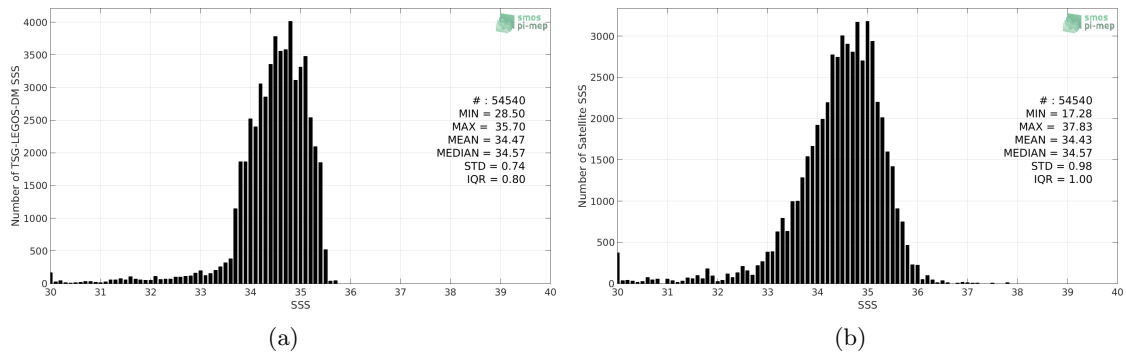 smos
pi-mep
4000
3500
3000
2500
2000
1500
1000
500
0
Number of TSG-LEGOS-DM SSS
# : 54540
MIN = 28.50
MAX = 35.70
MEAN = 34.47
MEDIAN = 34.57
STD = 0.74
IQR = 0.80
30 31 32 33 34 35 36 37 38 39 40
SSS
(a)
smos
pi-mep
3000
2500
2000
1500
1000
500
0
Number of Satellite SSS
# : 54540
MIN = 17.28
MAX = 37.83
MEAN = 34.43
MEDIAN = 34.57
STD = 0.98
IQR = 1.00
30 31 32 33 34 35 36 37 38 39 40
SSS
(b)